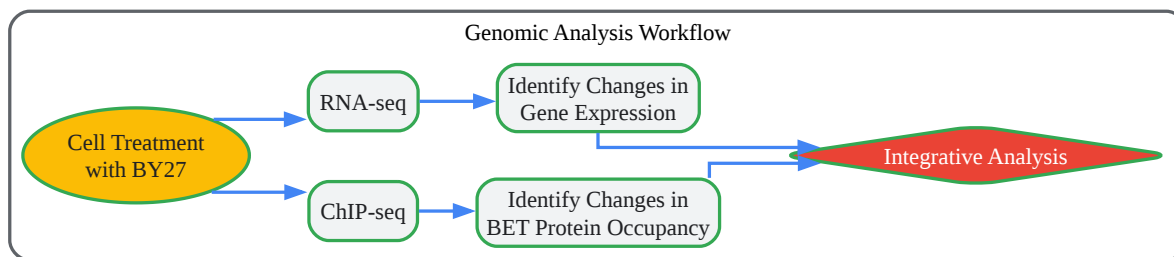 Genomic Analysis Workflow
Cell Treatment
with BY27
RNA-seq
Identify Changes in
Gene Expression
ChIP-seq
Identify Changes in
BET Protein Occupancy
Integrative Analysis